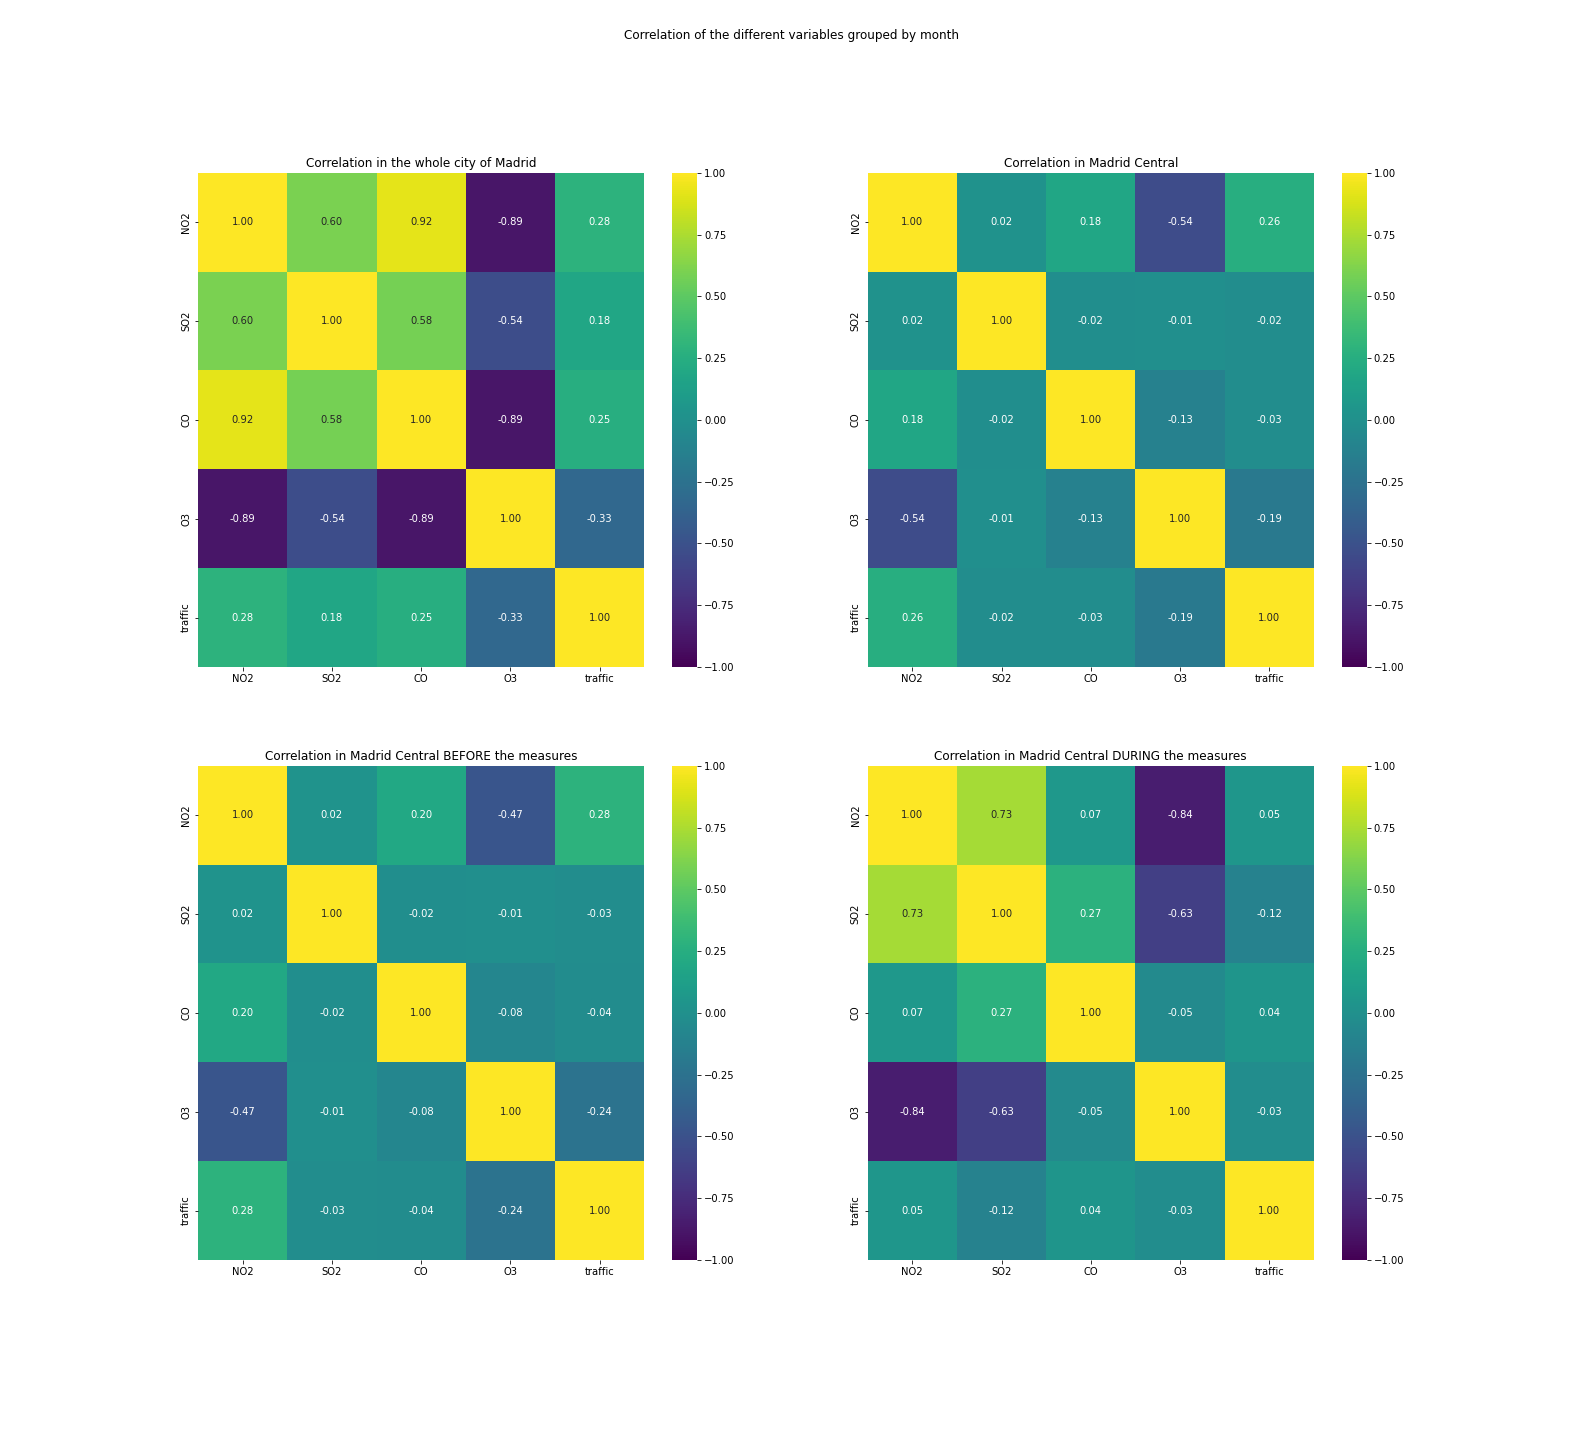 Correlation of the different variables grouped by month
Correlation in the whole city of Madrid
NO2 1.00 0.60 0.92 -0.89 0.28
SO2 0.60 1.00 0.58 -0.54 0.18
CO 0.92 0.58 1.00 -0.89 0.25
O3 -0.89 -0.54 -0.89 1.00 -0.33
traffic 0.28 0.18 0.25 -0.33 1.00
NO2 SO2 CO O3 traffic
1.00
0.75
0.50
0.25
0.00
−0.25
−0.50
−0.75
−1.00
Correlation in Madrid Central
NO2 1.00 0.02 0.18 -0.54 0.26
SO2 0.02 1.00 -0.02 -0.01 -0.02
CO 0.18 -0.02 1.00 -0.13 -0.03
O3 -0.54 -0.01 -0.13 1.00 -0.19
traffic 0.26 -0.02 -0.03 -0.19 1.00
NO2 SO2 CO O3 traffic
1.00
0.75
0.50
0.25
0.00
−0.25
−0.50
−0.75
−1.00
Correlation in Madrid Central BEFORE the measures
NO2 1.00 0.02 0.20 -0.47 0.28
SO2 0.02 1.00 -0.02 -0.01 -0.03
CO 0.20 -0.02 1.00 -0.08 -0.04
O3 -0.47 -0.01 -0.08 1.00 -0.24
traffic 0.28 -0.03 -0.04 -0.24 1.00
NO2 SO2 CO O3 traffic
1.00
0.75
0.50
0.25
0.00
−0.25
−0.50
−0.75
−1.00
Correlation in Madrid Central DURING the measures
NO2 1.00 0.73 0.07 -0.84 0.05
SO2 0.73 1.00 0.27 -0.63 -0.12
CO 0.07 0.27 1.00 -0.05 0.04
O3 -0.84 -0.63 -0.05 1.00 -0.03
traffic 0.05 -0.12 0.04 -0.03 1.00
NO2 SO2 CO O3 traffic
1.00
0.75
0.50
0.25
0.00
−0.25
−0.50
−0.75
−1.00